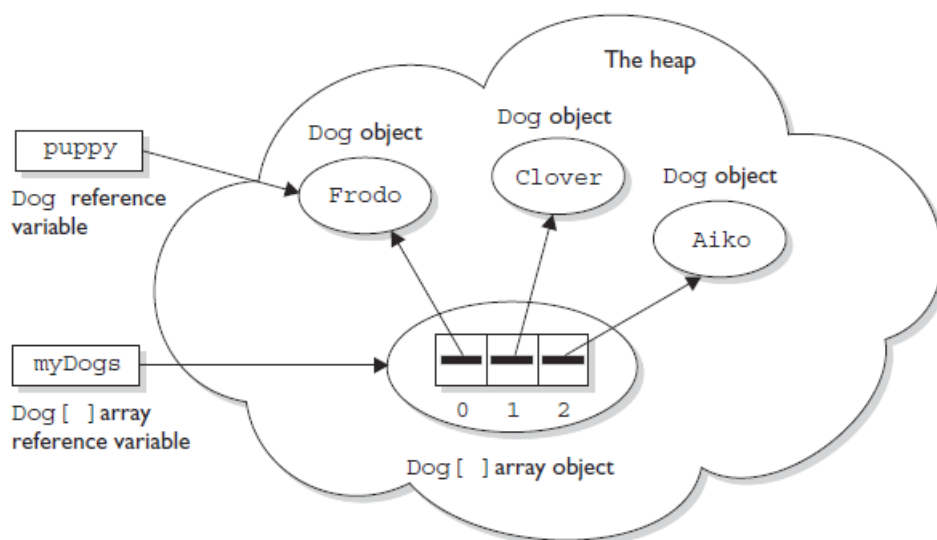 The heap
Dog object
Dog object
puppy
Clover
Dog object
Frodo
Dog reference
variable
Aiko
myDogs
0 1 2
Dog[ ]array
reference variable
Dog[ ]array object